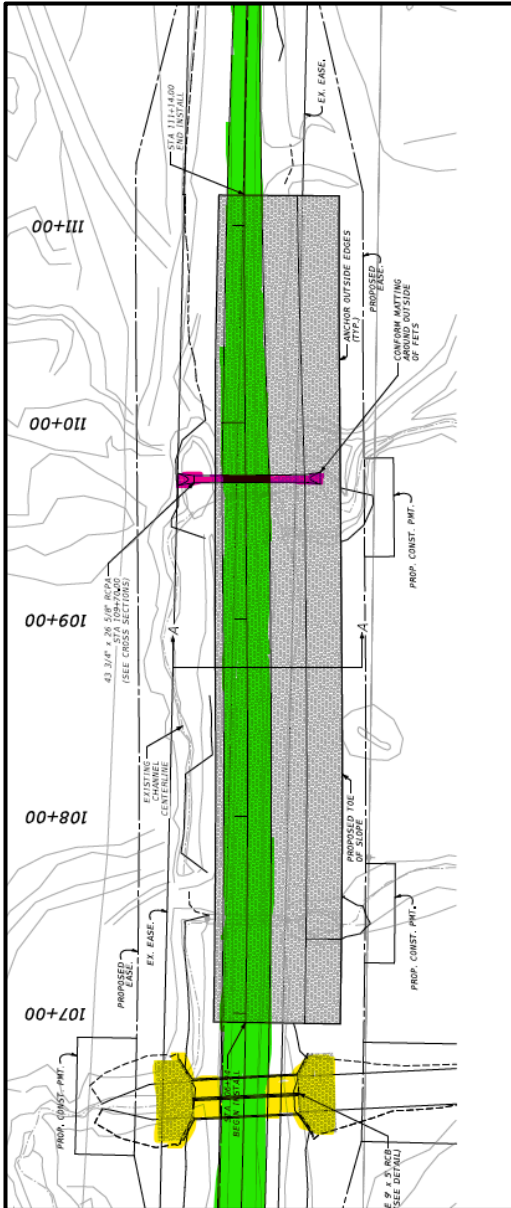 STA 111+14.00
END INSTALL
EX. EASE.
111+00
ANCHOR OUTSIDE EDGES
(TYP.)
PROPOSED
EASE.
CONFORM MATTING
AROUND OUTSIDE
OF FETS
110+00
PROP. CONST. PMT.
43 3/4" x 26 5/8" RCPA
STA 109+70.00
(SEE CROSS SECTIONS)
109+00
A
A
EXISTING
CHANNEL
CENTERLINE
108+00
PROPOSED TOE
OF SLOPE
PROPOSED
EASE.
EX. EASE.
PROP. CONST. PMT.
107+00
PROP. CONST. PMT.
BEGIN INSTALL
E 9' x 5' RCB
(SEE DETAIL)